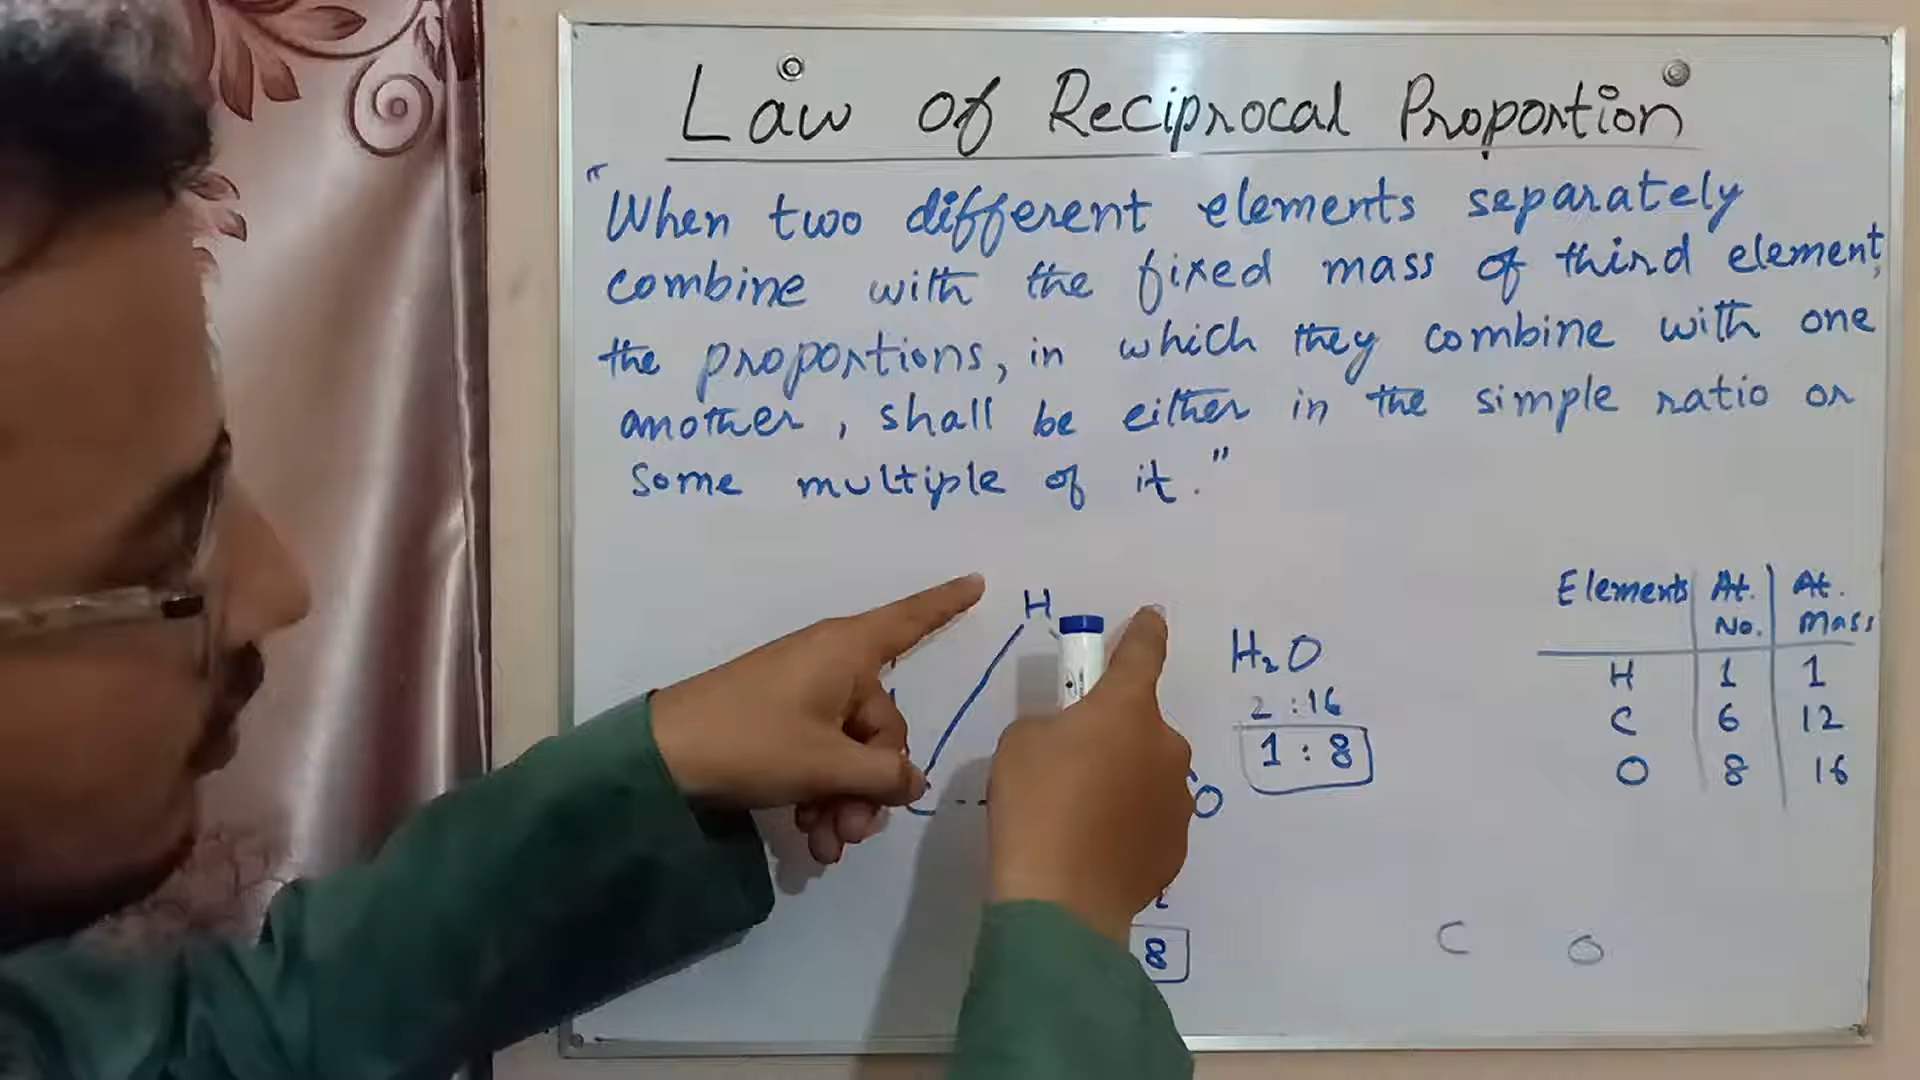 Law of Reciprocal Proportion
"When two different elements separately
combine with the fixed mass of third element,
the proportions, in which they combine with one
another, shall be either in the simple ratio or
some multiple of it."
H
H₂O
2 : 16
1 : 8
C
O
8
Elements At. No. At. Mass
H 1 1
C 6 12
O 8 16
C O